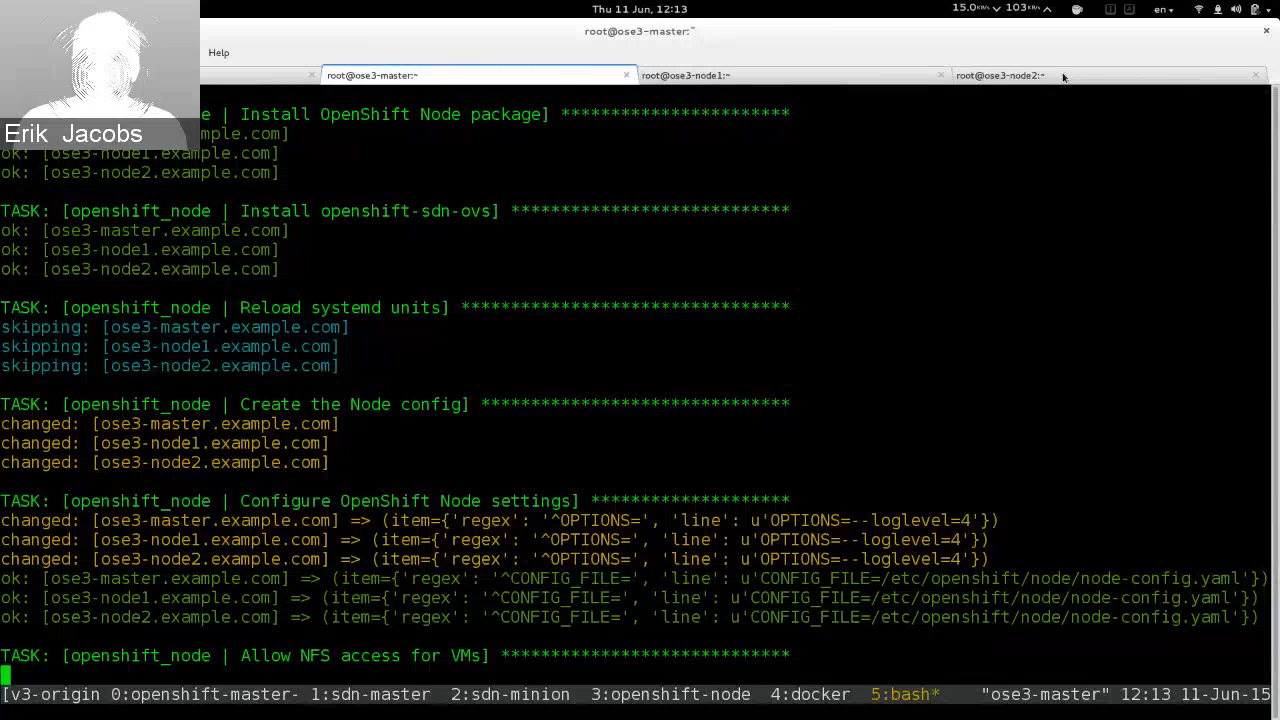 Thu 11 Jun, 12:13
15.0KB/s 103KB/s
en
root@ose3-master:~
Help
root@ose3-master:~
root@ose3-node1:~
root@ose3-node2:~
Erik Jacobs
de | Install OpenShift Node package] ***********************
mple.com]
ok: [ose3-node1.example.com]
ok: [ose3-node2.example.com]
TASK: [openshift_node | Install openshift-sdn-ovs] ****************************
ok: [ose3-master.example.com]
ok: [ose3-node1.example.com]
ok: [ose3-node2.example.com]
TASK: [openshift_node | Reload systemd units] *********************************
skipping: [ose3-master.example.com]
skipping: [ose3-node1.example.com]
skipping: [ose3-node2.example.com]
TASK: [openshift_node | Create the Node config] *******************************
changed: [ose3-master.example.com]
changed: [ose3-node1.example.com]
changed: [ose3-node2.example.com]
TASK: [openshift_node | Configure OpenShift Node settings] ********************
changed: [ose3-master.example.com] => (item={'regex': '^OPTIONS=', 'line': u'OPTIONS=--loglevel=4'})
changed: [ose3-node1.example.com] => (item={'regex': '^OPTIONS=', 'line': u'OPTIONS=--loglevel=4'})
changed: [ose3-node2.example.com] => (item={'regex': '^OPTIONS=', 'line': u'OPTIONS=--loglevel=4'})
ok: [ose3-master.example.com] => (item={'regex': '^CONFIG_FILE=', 'line': u'CONFIG_FILE=/etc/openshift/node/node-config.yaml'})
ok: [ose3-node1.example.com] => (item={'regex': '^CONFIG_FILE=', 'line': u'CONFIG_FILE=/etc/openshift/node/node-config.yaml'})
ok: [ose3-node2.example.com] => (item={'regex': '^CONFIG_FILE=', 'line': u'CONFIG_FILE=/etc/openshift/node/node-config.yaml'})
TASK: [openshift_node | Allow NFS access for VMs] *****************************
[v3-origin 0:openshift-master- 1:sdn-master 2:sdn-minion 3:openshift-node 4:docker 5:bash* "ose3-master" 12:13 11-Jun-15